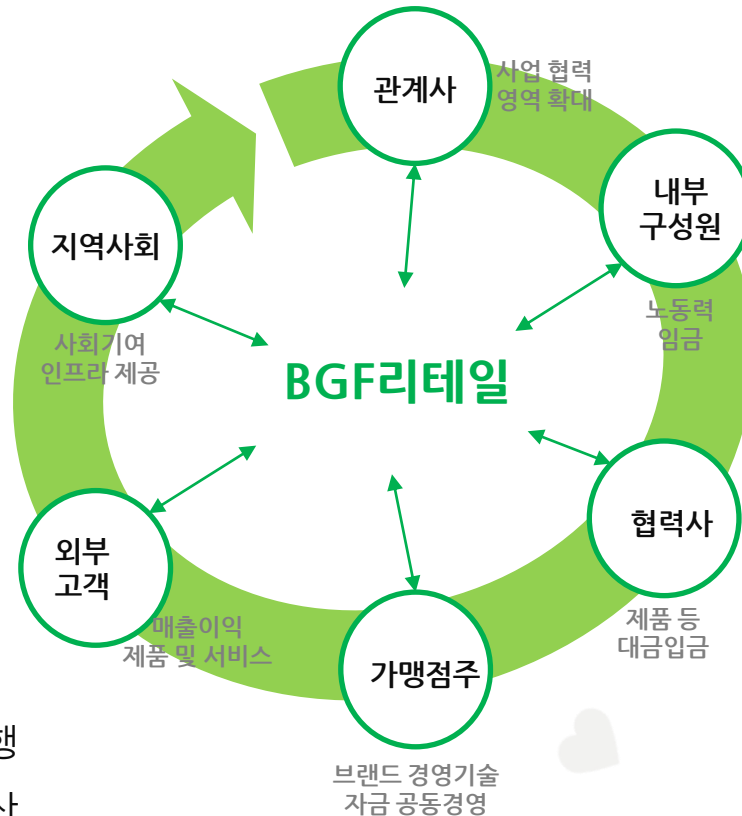 관계사
사업 협력
영역 확대
내부
구성원
노동력
임금
지역사회
사회기여
인프라 제공
BGF리테일
협력사
제품 등
대금입금
외부
고객
매출이익
제품 및 서비스
가맹점주
브랜드 경영기술
자금 공동경영
행
사